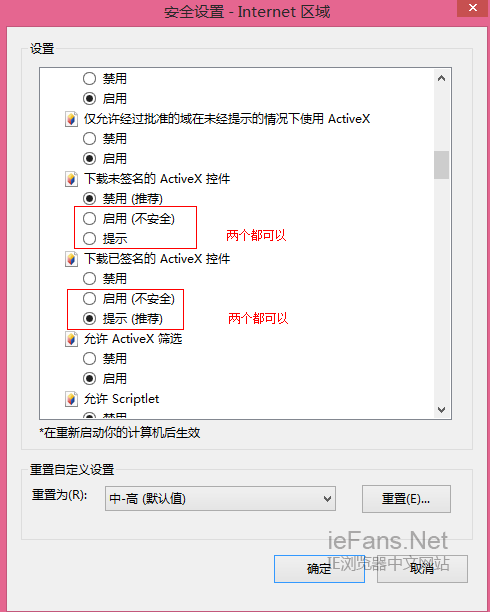 安全设置 - Internet 区域
设置
禁用
启用
仅允许经过批准的域在未经提示的情况下使用 ActiveX
禁用
启用
下载未签名的 ActiveX 控件
禁用 (推荐)
启用 (不安全)
提示
两个都可以
下载已签名的 ActiveX 控件
禁用
启用 (不安全)
提示 (推荐)
两个都可以
允许 ActiveX 筛选
禁用
启用
允许 Scriptlet
禁用
*在重新启动你的计算机后生效
重置自定义设置
重置为(R):
中-高 (默认值)
重置(E)...
ieFans.Net
IE浏览器中文网站
确定
取消